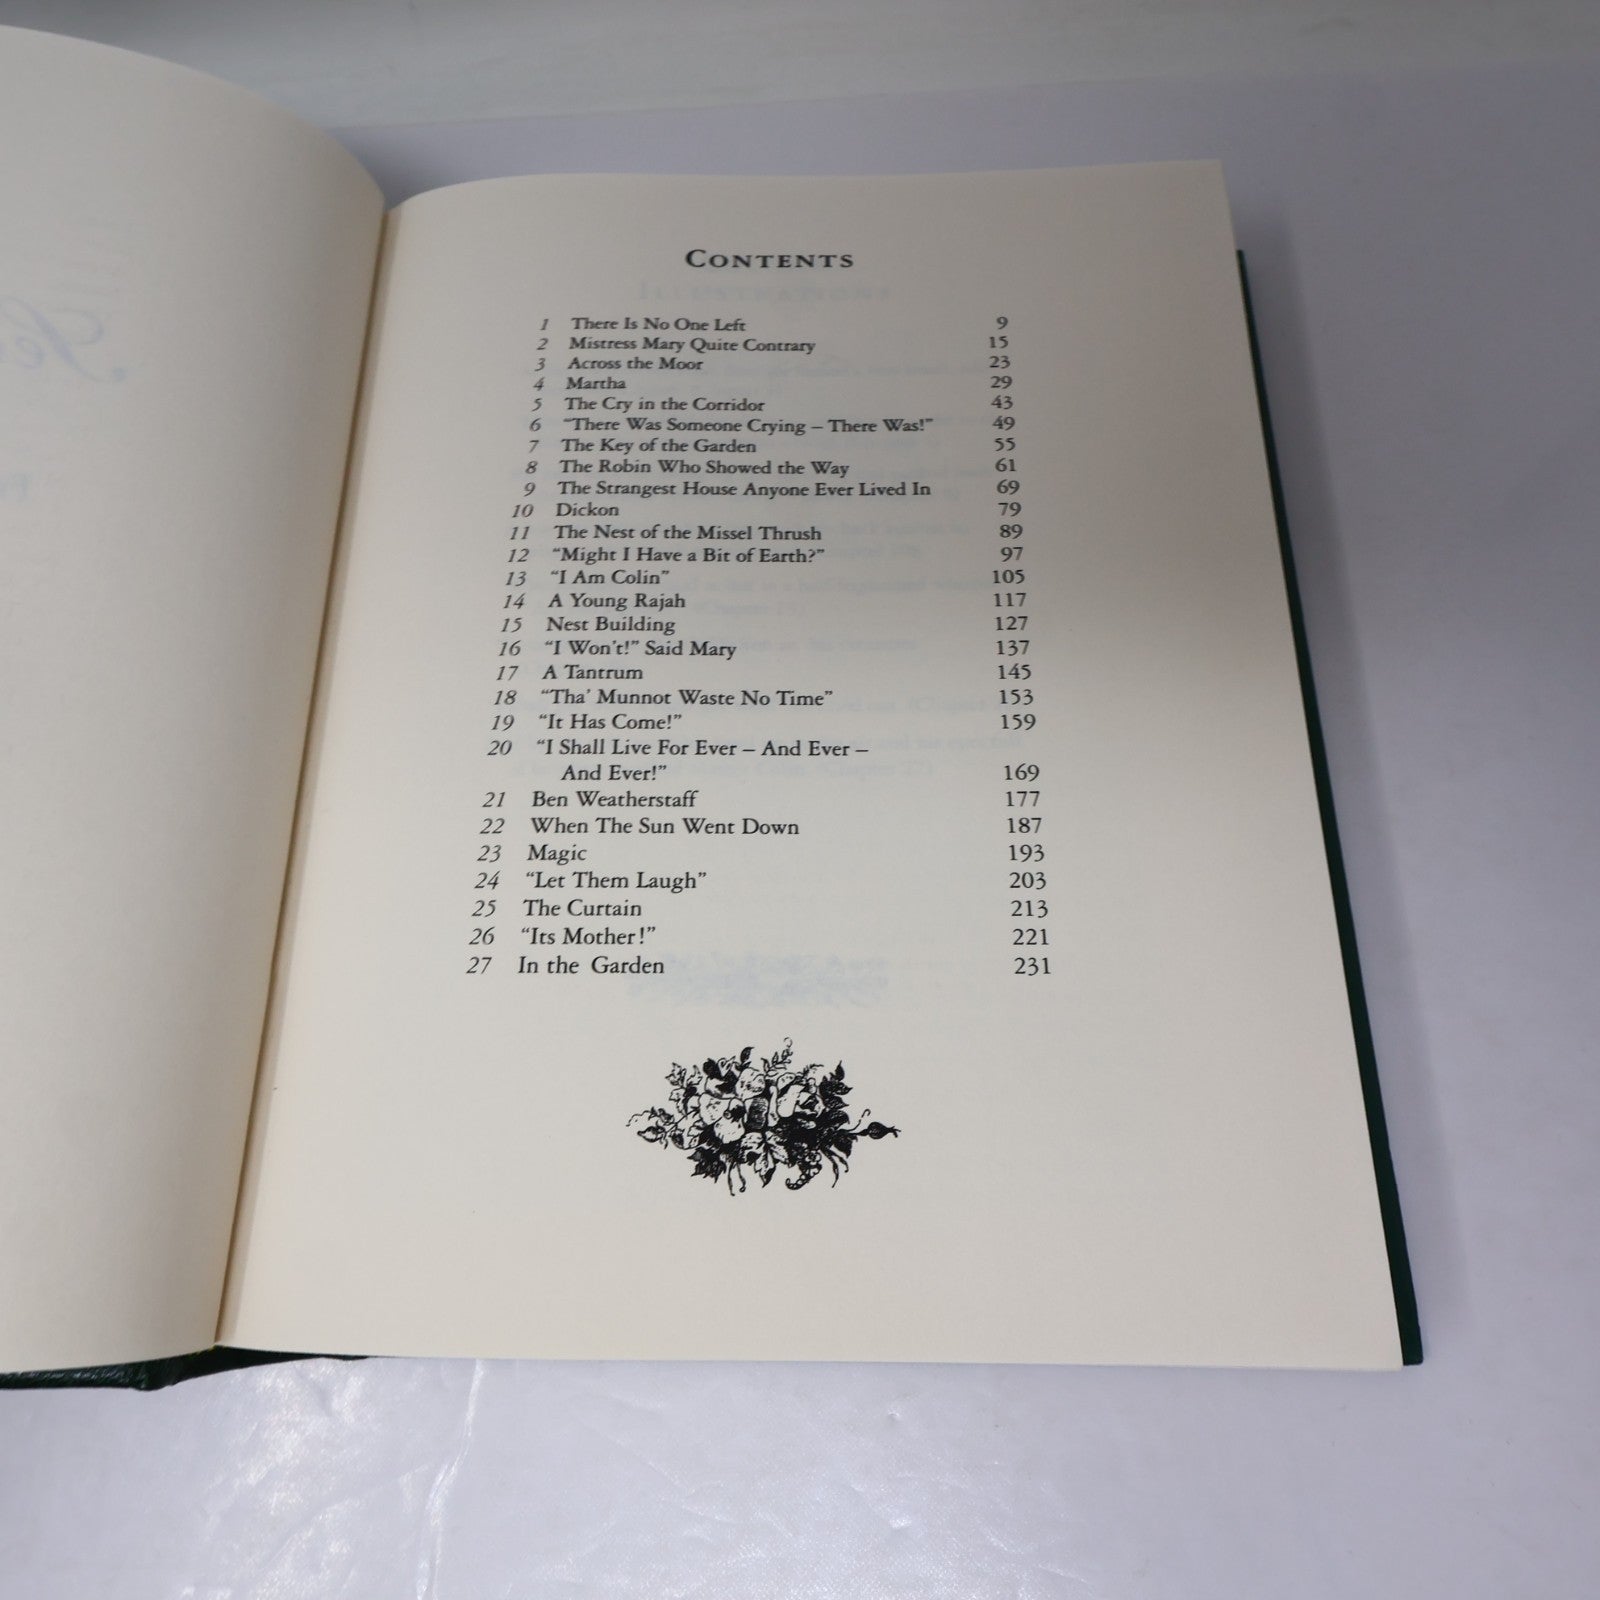 CONTENTS
1 There Is No One Left 9
2 Mistress Mary Quite Contrary 15
3 Across the Moor 23
4 Martha 29
5 The Cry in the Corridor 43
6 “There Was Someone Crying – There Was!” 49
7 The Key of the Garden 55
8 The Robin Who Showed the Way 61
9 The Strangest House Anyone Ever Lived In 69
10 Dickon 79
11 The Nest of the Missel Thrush 89
12 “Might I Have a Bit of Earth?” 97
13 “I Am Colin” 105
14 A Young Rajah 117
15 Nest Building 127
16 “I Won't!” Said Mary 137
17 A Tantrum 145
18 “Tha' Munnot Waste No Time” 153
19 “It Has Come!” 159
20 “I Shall Live For Ever – And Ever –
And Ever!” 169
21 Ben Weatherstaff 177
22 When The Sun Went Down 187
23 Magic 193
24 “Let Them Laugh” 203
25 The Curtain 213
26 “Its Mother!” 221
27 In the Garden 231